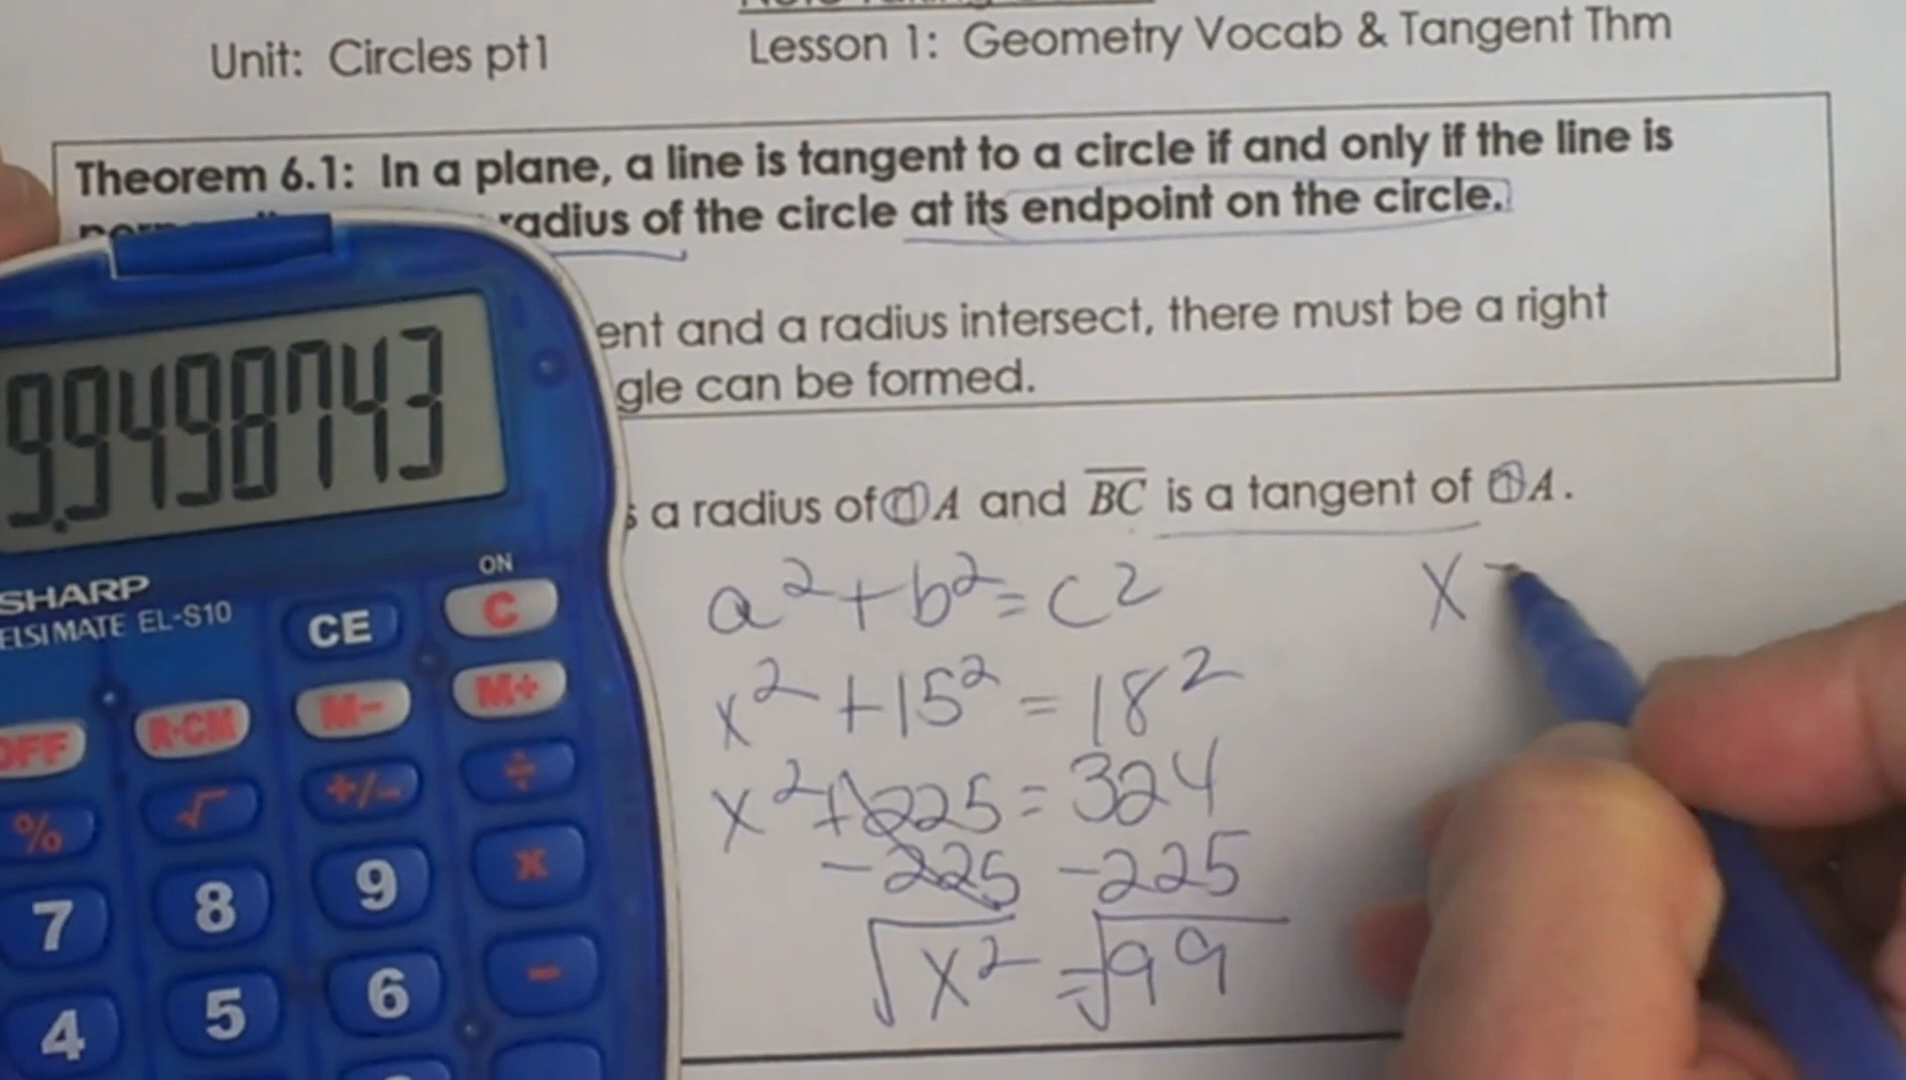 Unit: Circles pt1
Lesson 1: Geometry Vocab & Tangent Thm
Theorem 6.1: In a plane, a line is tangent to a circle if and only if the line is
radius of the circle at its endpoint on the circle.
ent and a radius intersect, there must be a right
gle can be formed.
s a radius of A and BC is a tangent of A.
a²+b²=c²
x²+15²=18²
x²+225=324
-225 -225
√x²=√99
X
9.9498743
SHARP
ELSIMATE EL-S10
ON
CE C
OFF R·CM M- M+
% √ +/- ÷
7 8 9 x
4 5 6 -